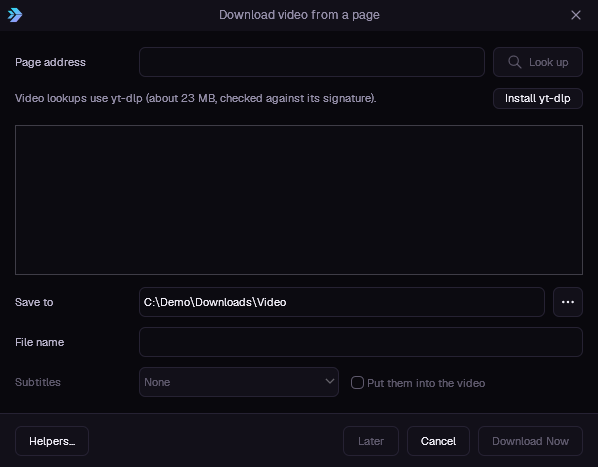 Download video from a page
Page address
Look up
Video lookups use yt-dlp (about 23 MB, checked against its signature).
Install yt-dlp
Save to
C:\Demo\Downloads\Video
...
File name
Subtitles
None
Put them into the video
Helpers...
Later
Cancel
Download Now